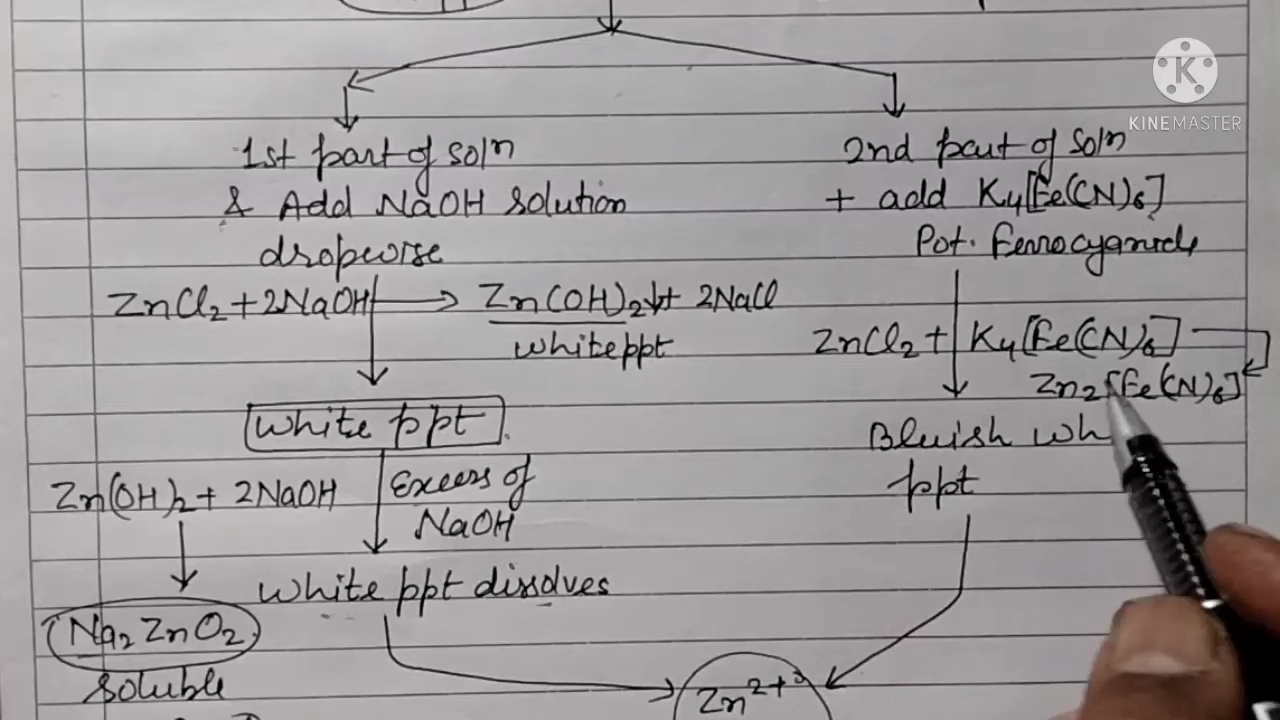 KINEMASTER
1st part of soln
& Add NaOH solution
dropwise
ZnCl2 + 2NaOH → Zn(OH)2↓ + 2NaCl
white ppt
White ppt
Zn(OH)2 + 2NaOH
Excess of
NaOH
white ppt disolves
Na2ZnO2
soluble
2nd part of soln
+ add K4[Fe(CN)6]
Pot. Ferrocyanide
ZnCl2 + K4[Fe(CN)6]
Zn2[Fe(CN)6]
Bluish wh
ppt
Zn2+